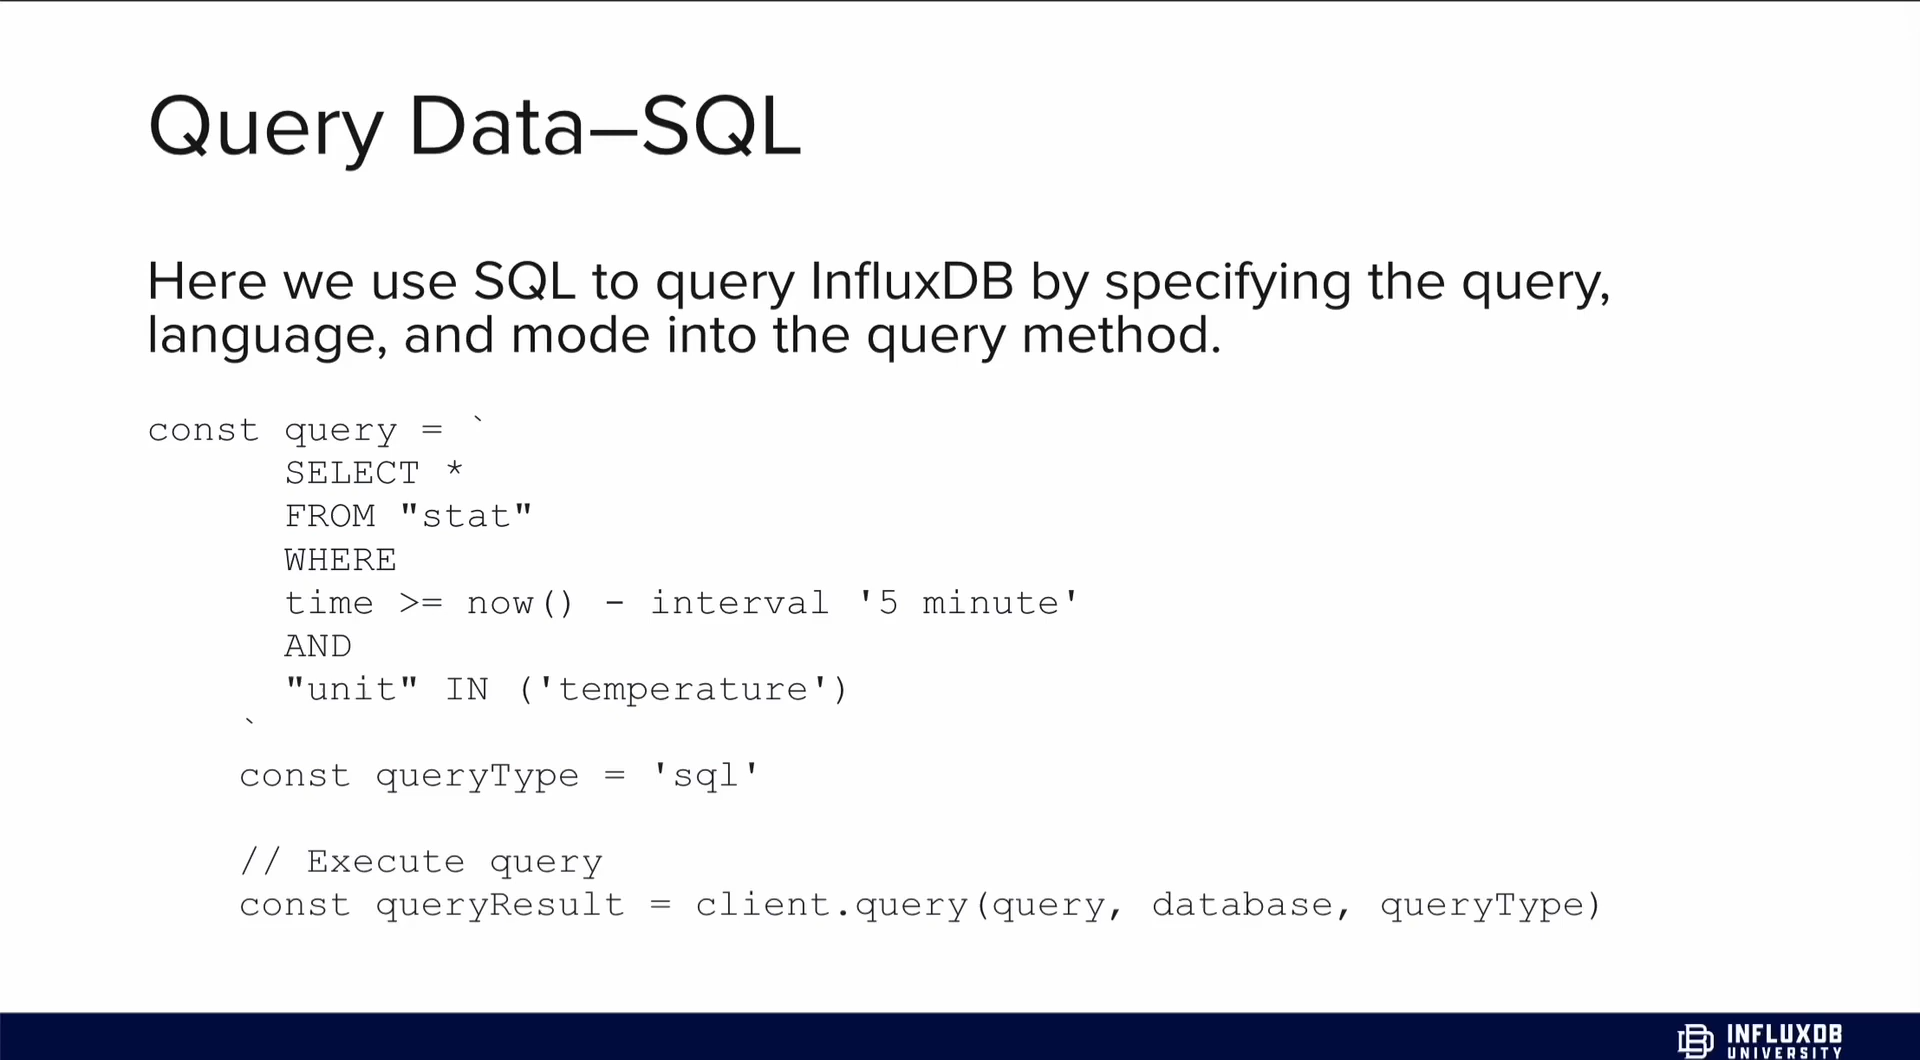 Query Data—SQL
Here we use SQL to query InfluxDB by specifying the query,
language, and mode into the query method.
const query = `
      SELECT *
      FROM "stat"
      WHERE
      time >= now() - interval '5 minute'
      AND
      "unit" IN ('temperature')
    `
    const queryType = 'sql'

    // Execute query
    const queryResult = client.query(query, database, queryType)
INFLUXDB
UNIVERSITY